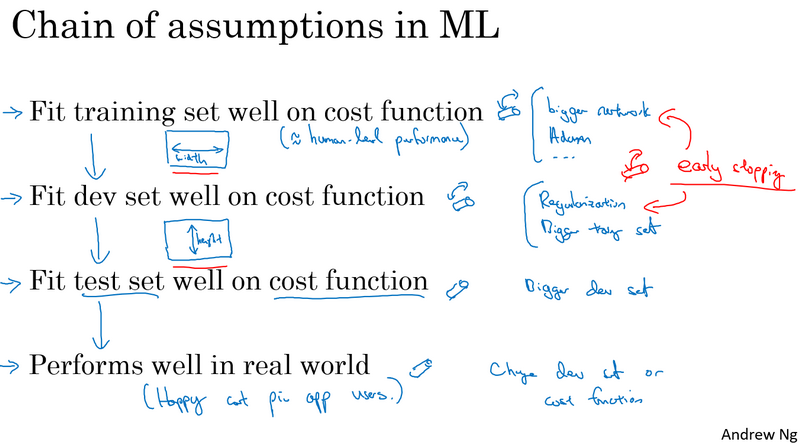 Chain of assumptions in ML
→ Fit training set well on cost function
(≈ human-level performance)
bigger network
Adam
...
early stopping
width
→ Fit dev set well on cost function
Regularization
Bigger set
height
→ Fit test set well on cost function
Bigger dev set
→ Performs well in real world
(Happy cat pic app users.)
Change dev set or
cost function
Andrew Ng